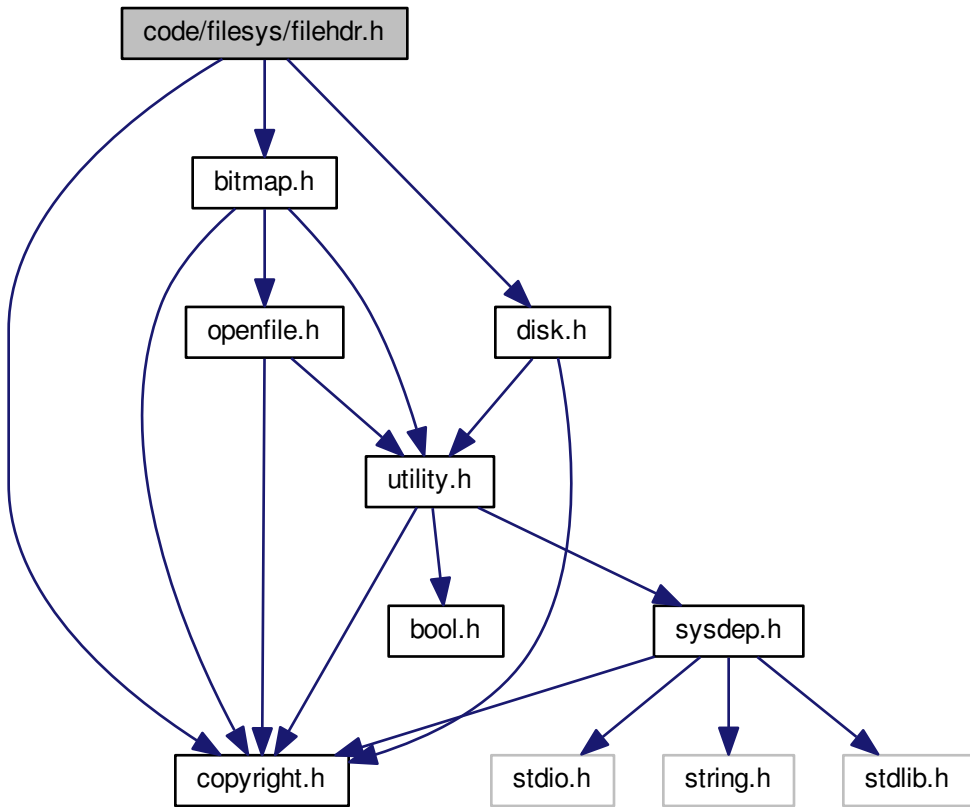 code/filesys/filehdr.h
bitmap.h
openfile.h
disk.h
utility.h
bool.h
sysdep.h
copyright.h
stdio.h
string.h
stdlib.h